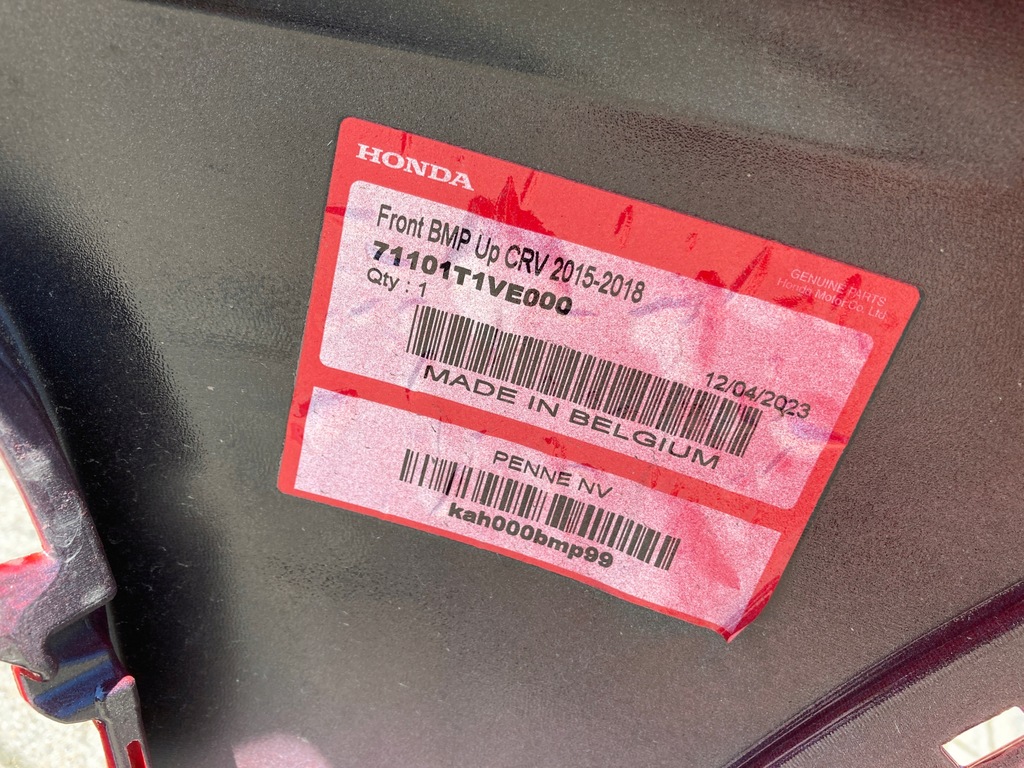 HONDA
GENUINE PARTS
Honda Motor Co., Ltd.
Front BMP Up CRV 2015-2018
71101T1VE000
Qty : 1
12/04/2023
MADE IN BELGIUM
PENNE NV
kah000bmp99